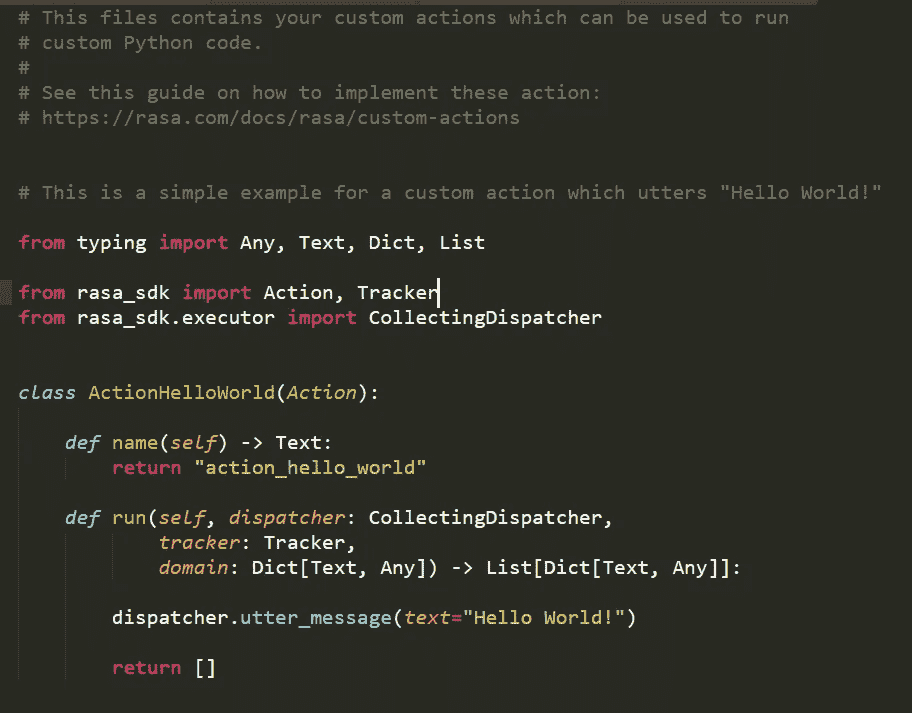 # This files contains your custom actions which can be used to run
# custom Python code.
#
# See this guide on how to implement these action:
# https://rasa.com/docs/rasa/custom-actions
# This is a simple example for a custom action which utters "Hello World!"
from typing import Any, Text, Dict, List
from rasa_sdk import Action, Tracker
from rasa_sdk.executor import CollectingDispatcher
class ActionHelloWorld(Action):
    def name(self) -> Text:
        return "action_hello_world"
    def run(self, dispatcher: CollectingDispatcher,
            tracker: Tracker,
            domain: Dict[Text, Any]) -> List[Dict[Text, Any]]:
        dispatcher.utter_message(text="Hello World!")
        return []